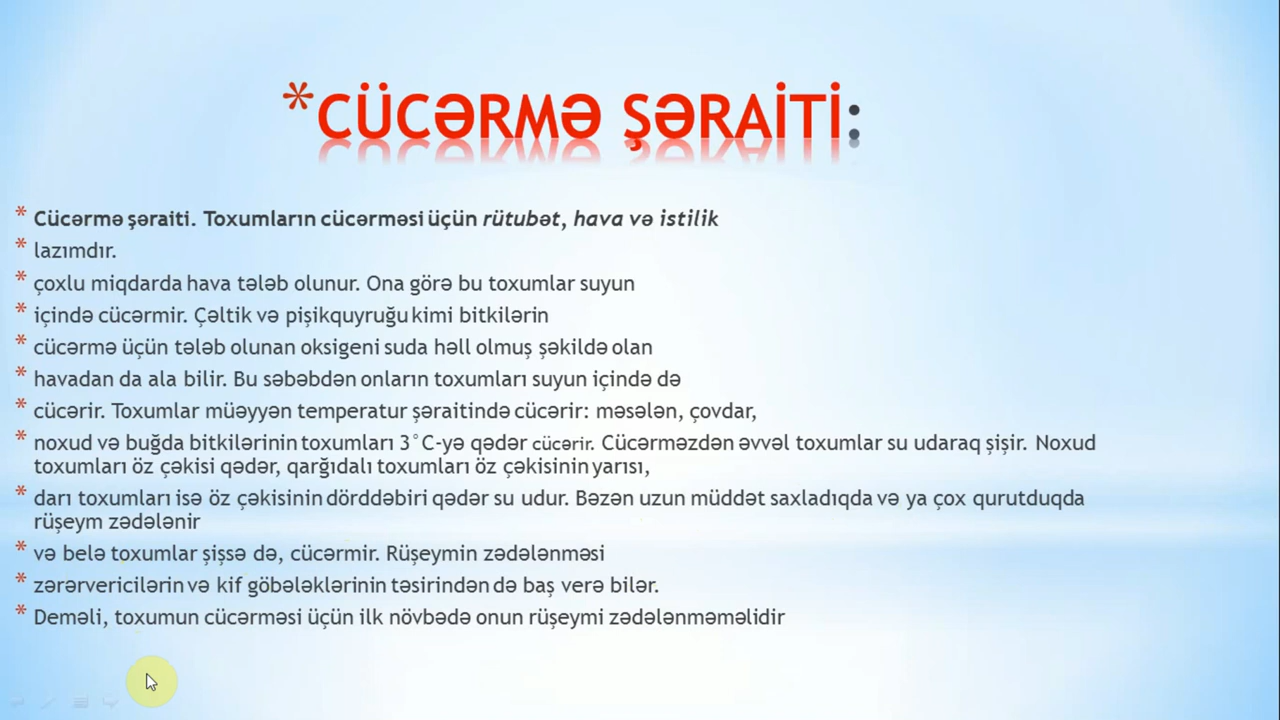 *CÜCƏRMƏ ŞƏRAİTİ:
* Cücərmə şəraiti. Toxumların cücərməsi üçün rütubət, hava və istilik
* lazımdır.
* çoxlu miqdarda hava tələb olunur. Ona görə bu toxumlar suyun
* içində cücərmir. Çəltik və pişikquyruğu kimi bitkilərin
* cücərmə üçün tələb olunan oksigeni suda həll olmuş şəkildə olan
* havadan da ala bilir. Bu səbəbdən onların toxumları suyun içində də
* cücərir. Toxumlar müəyyən temperatur şəraitində cücərir: məsələn, çovdar,
* noxud və buğda bitkilərinin toxumları 3°C-yə qədər cücərir. Cücərməzdən əvvəl toxumlar su udaraq şişir. Noxud
toxumları öz çəkisi qədər, qarğıdalı toxumları öz çəkisinin yarısı,
* darı toxumları isə öz çəkisinin dörddəbiri qədər su udur. Bəzən uzun müddət saxladıqda və ya çox qurutduqda
rüşeym zədələnir
* və belə toxumlar şişsə də, cücərmir. Rüşeymin zədələnməsi
* zərərvericilərin və kif göbələklərinin təsirindən də baş verə bilər.
* Deməli, toxumun cücərməsi üçün ilk növbədə onun rüşeymi zədələnməməlidir